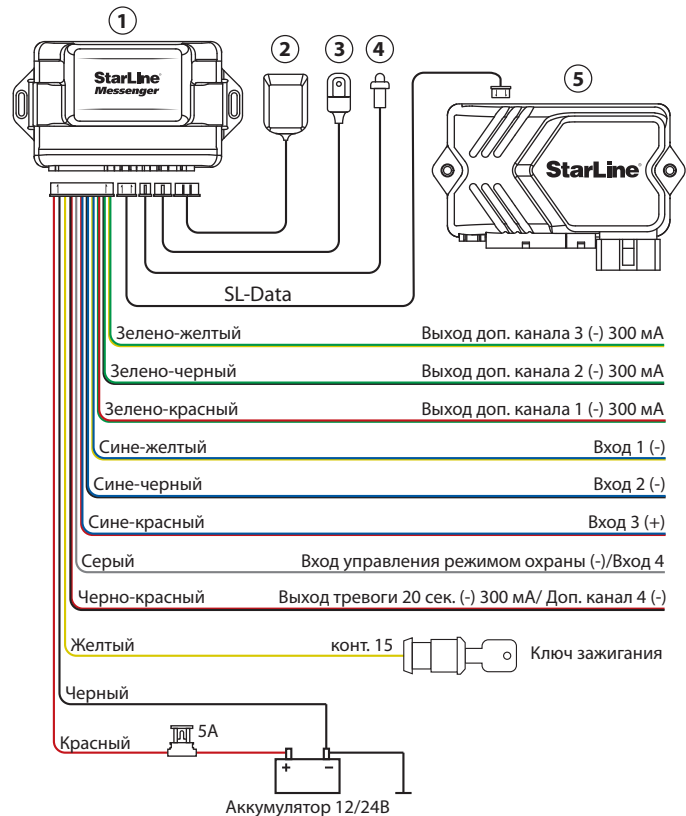 1
2
3
4
5
StarLine®
Messenger
StarLine
SL-Data
Зелено-желтый Выход доп. канала 3 (-) 300 мА
Зелено-черный Выход доп. канала 2 (-) 300 мА
Зелено-красный Выход доп. канала 1 (-) 300 мА
Сине-желтый Вход 1 (-)
Сине-черный Вход 2 (-)
Сине-красный Вход 3 (+)
Серый Вход управления режимом охраны (-)/Вход 4
Черно-красный Выход тревоги 20 сек. (-) 300 мА/ Доп. канал 4 (-)
Желтый конт. 15 Ключ зажигания
Черный
Красный 5А
+ −
Аккумулятор 12/24В